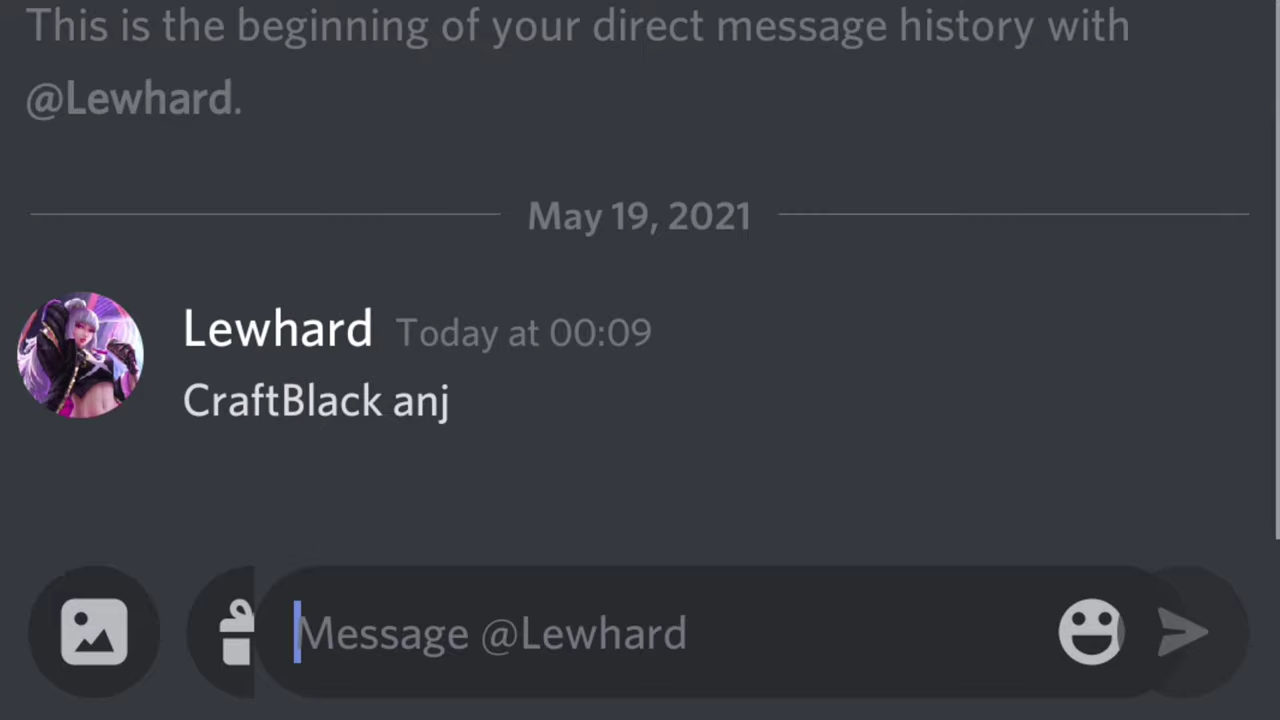 This is the beginning of your direct message history with
@Lewhard.
May 19, 2021
Lewhard Today at 00:09
CraftBlack anj
Message @Lewhard